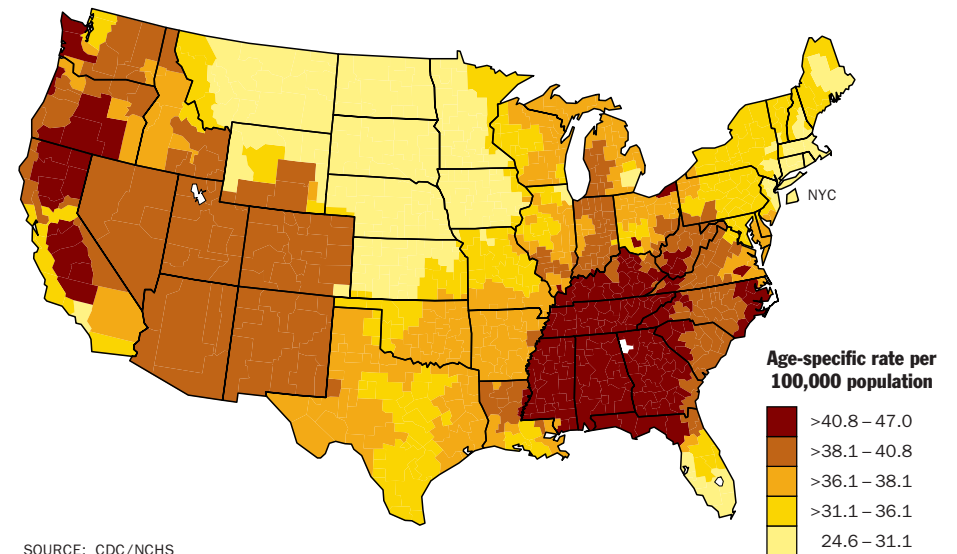 NYC
Age-specific rate per
100,000 population
>40.8 – 47.0
>38.1 – 40.8
>36.1 – 38.1
>31.1 – 36.1
24.6 – 31.1
SOURCE: CDC/NCHS